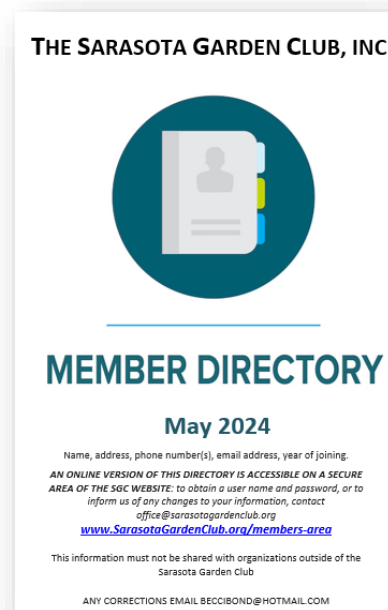 THE SARASOTA GARDEN CLUB, INC
MEMBER DIRECTORY
May 2024
Name, address, phone number(s), email address, year of joining.
AN ONLINE VERSION OF THIS DIRECTORY IS ACCESSIBLE ON A SECURE
AREA OF THE SGC WEBSITE: to obtain a user name and password, or to
inform us of any changes to your information, contact
office@sarasotagardenclub.org
www.SarasotaGardenClub.org/members-area
This information must not be shared with organizations outside of the
Sarasota Garden Club
ANY CORRECTIONS EMAIL BECCIBOND@HOTMAIL.COM